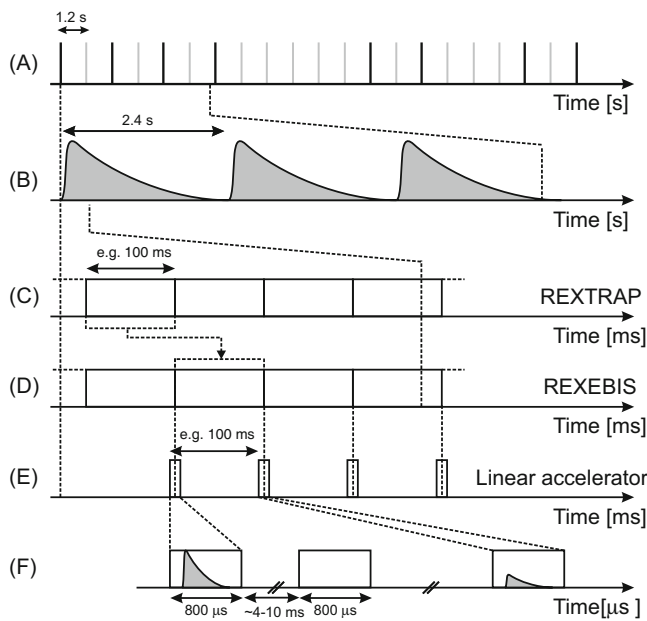 1.2 s
(A)
Time [s]
2.4 s
(B)
Time [s]
e.g. 100 ms
(C)
REXTRAP
Time [ms]
(D)
REXEBIS
Time [ms]
e.g. 100 ms
(E)
Linear accelerator
Time [ms]
(F)
800 µs
~4-10 ms
800 µs
Time[µs ]